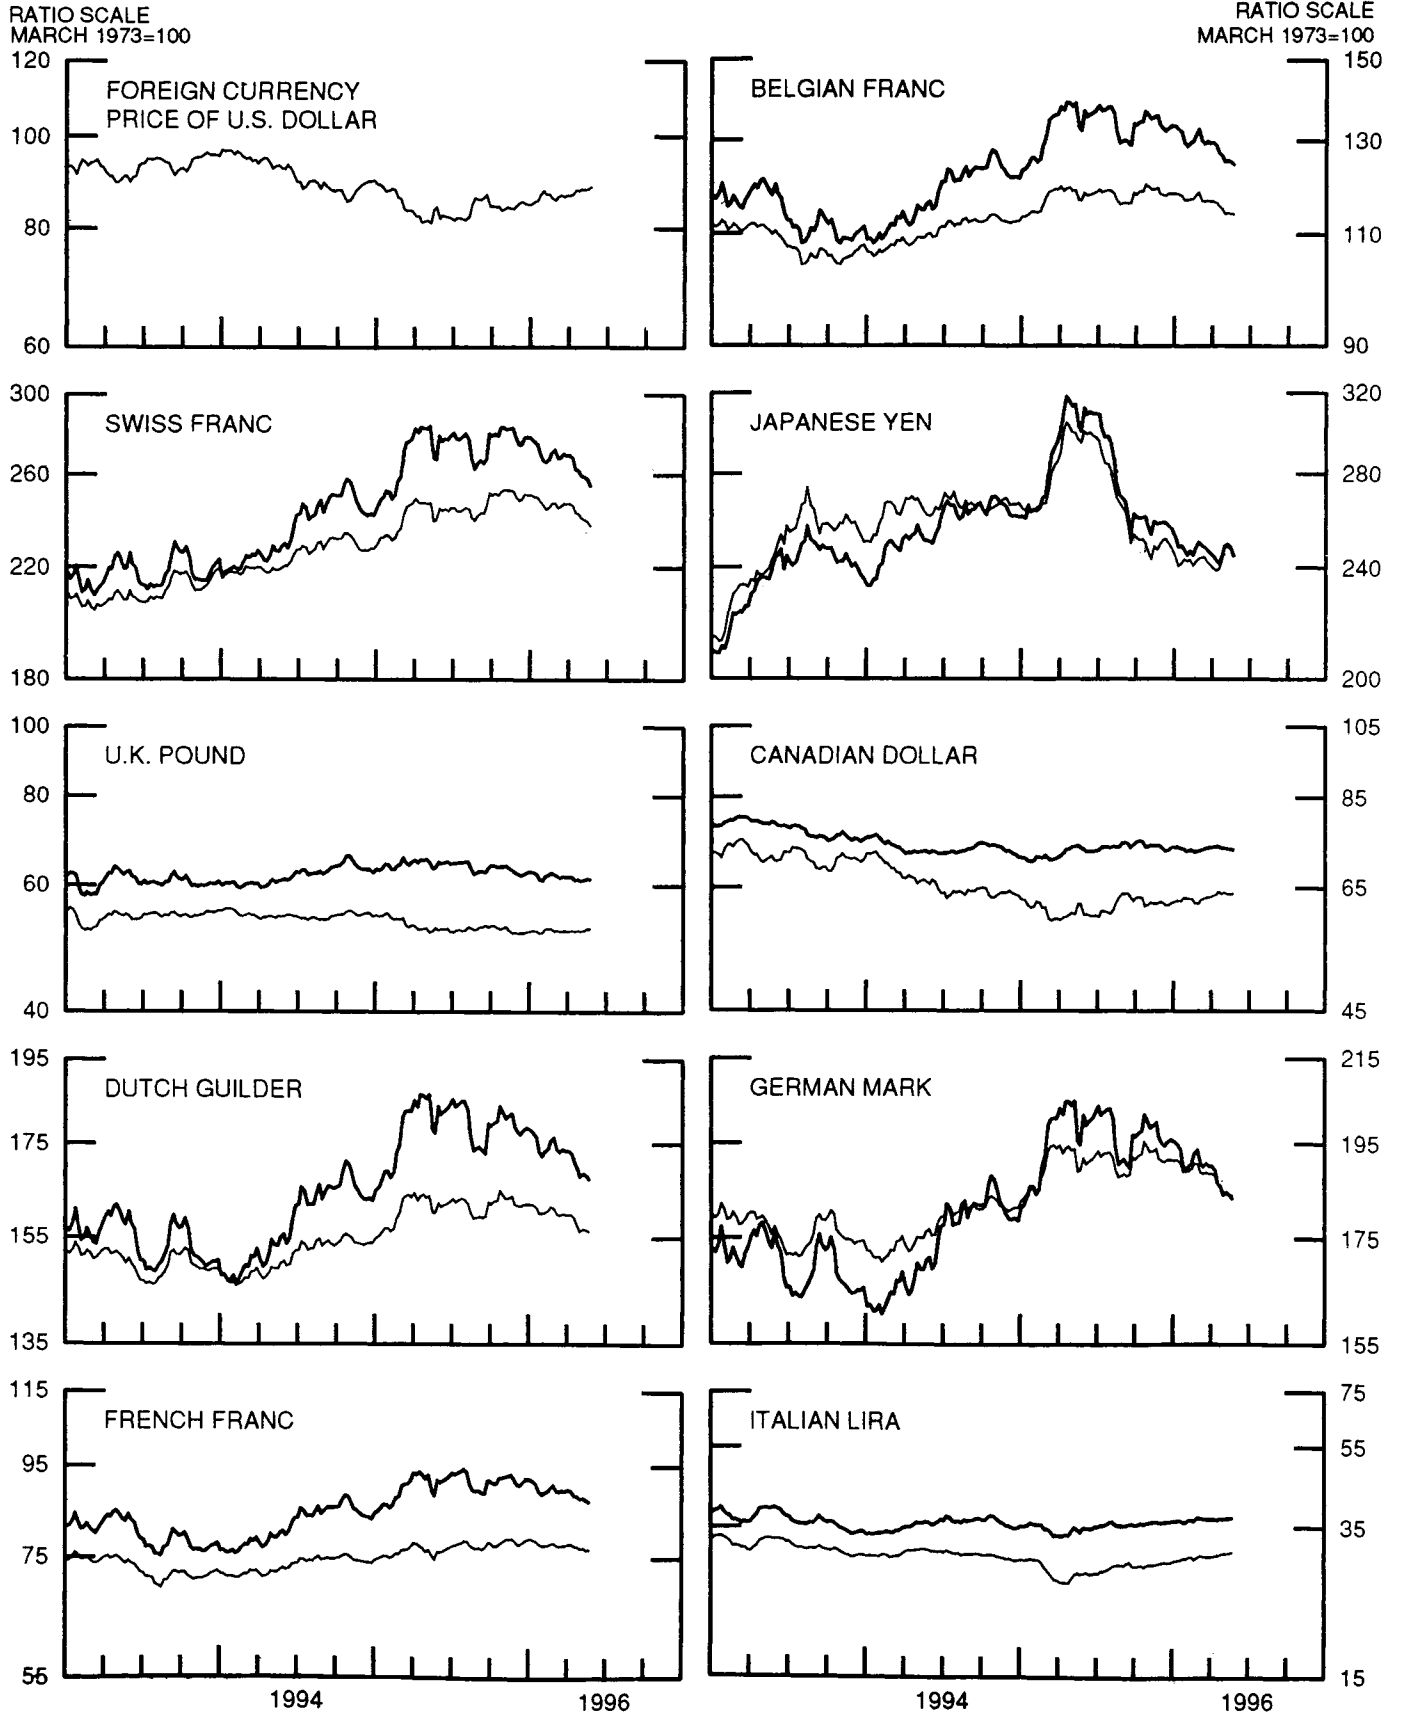 RATIO SCALE
MARCH 1973=100
RATIO SCALE
MARCH 1973=100
FOREIGN CURRENCY
PRICE OF U.S. DOLLAR
120
100
80
60
BELGIAN FRANC
150
130
110
90
SWISS FRANC
300
260
220
180
JAPANESE YEN
320
280
240
200
U.K. POUND
100
80
60
40
CANADIAN DOLLAR
105
85
65
45
DUTCH GUILDER
195
175
155
135
GERMAN MARK
215
195
175
155
FRENCH FRANC
115
95
75
56
ITALIAN LIRA
75
55
35
15
1994
1996
1994
1996